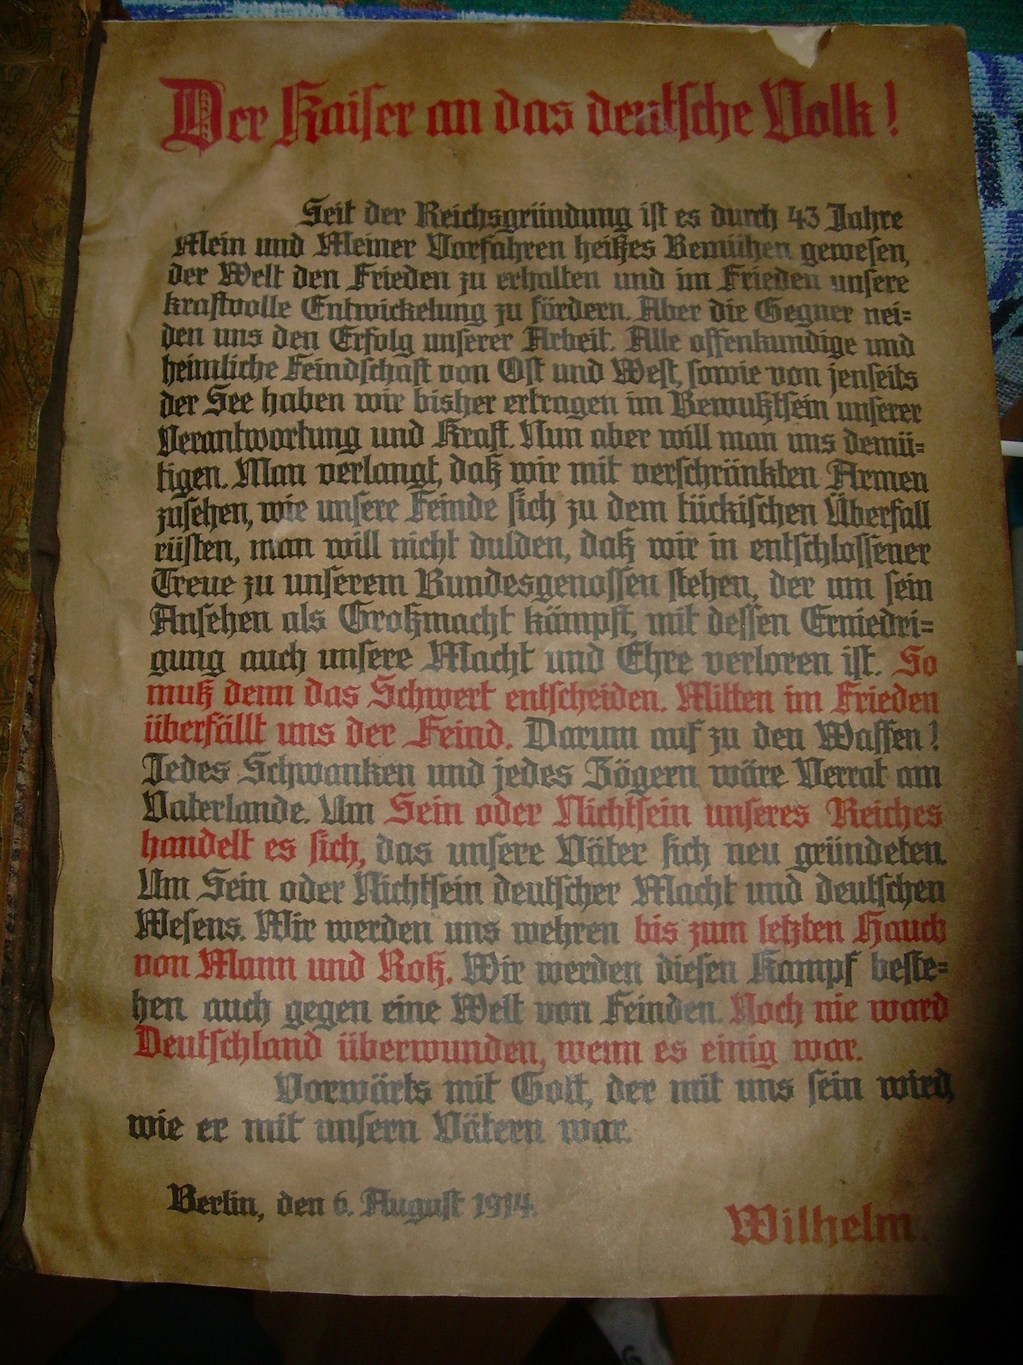 Der Kaiser an das deutsche Volk!
Seit der Reichsgründung ist es durch 43 Jahre
Mein und Meiner Vorfahren heißes Bemühen gewesen,
der Welt den Frieden zu erhalten und im Frieden unsere
kraftvolle Entwickelung zu fördern. Aber die Gegner nei=
den uns den Erfolg unserer Arbeit. Alle offenkundige und
heimliche Feindschaft von Ost und West, sowie von jenseits
der See haben wir bisher ertragen im Bewußtsein unserer
Verantwortung und Kraft. Nun aber will man uns demü=
tigen. Man verlangt, daß wir mit verschränkten Armen
zusehen, wie unsere Feinde sich zu dem tückischen Überfall
rüsten, man will nicht dulden, daß wir in entschlossener
Treue zu unserem Bundesgenossen stehen, der um sein
Ansehen als Großmacht kämpft, mit dessen Erniedri=
gung auch unsere Macht und Ehre verloren ist. So
muß denn das Schwert entscheiden. Mitten im Frieden
überfällt uns der Feind. Darum auf zu den Waffen!
Jedes Schwanken und jedes Zögern wäre Verrat am
Vaterlande. Um Sein oder Nichtsein unseres Reiches
handelt es sich, das unsere Väter sich neu gründeten.
Um Sein oder Nichtsein deutscher Macht und deutschen
Wesens. Wir werden uns wehren bis zum letzten Hauch
von Mann und Roß. Wir werden diesen Kampf beste=
hen auch gegen eine Welt von Feinden. Noch nie ward
Deutschland überwunden, wenn es einig war.
Vorwärts mit Gott, der mit uns sein wird,
wie er mit unsern Vätern war.
Berlin, den 6. August 1914.
Wilhelm.